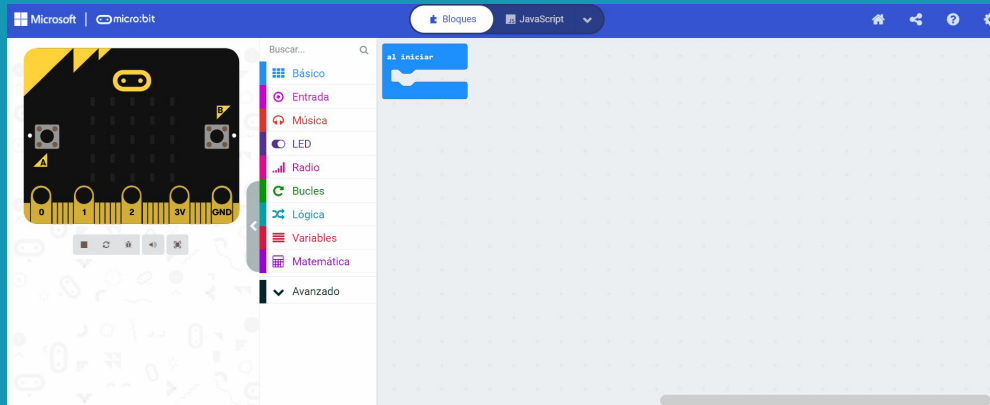 Microsoft | micro:bit
Bloques
JavaScript
Buscar...
Básico
Entrada
Música
LED
Radio
Bucles
Lógica
Variables
Matemática
Avanzado
al iniciar
B
A
0 1 2 3V GND